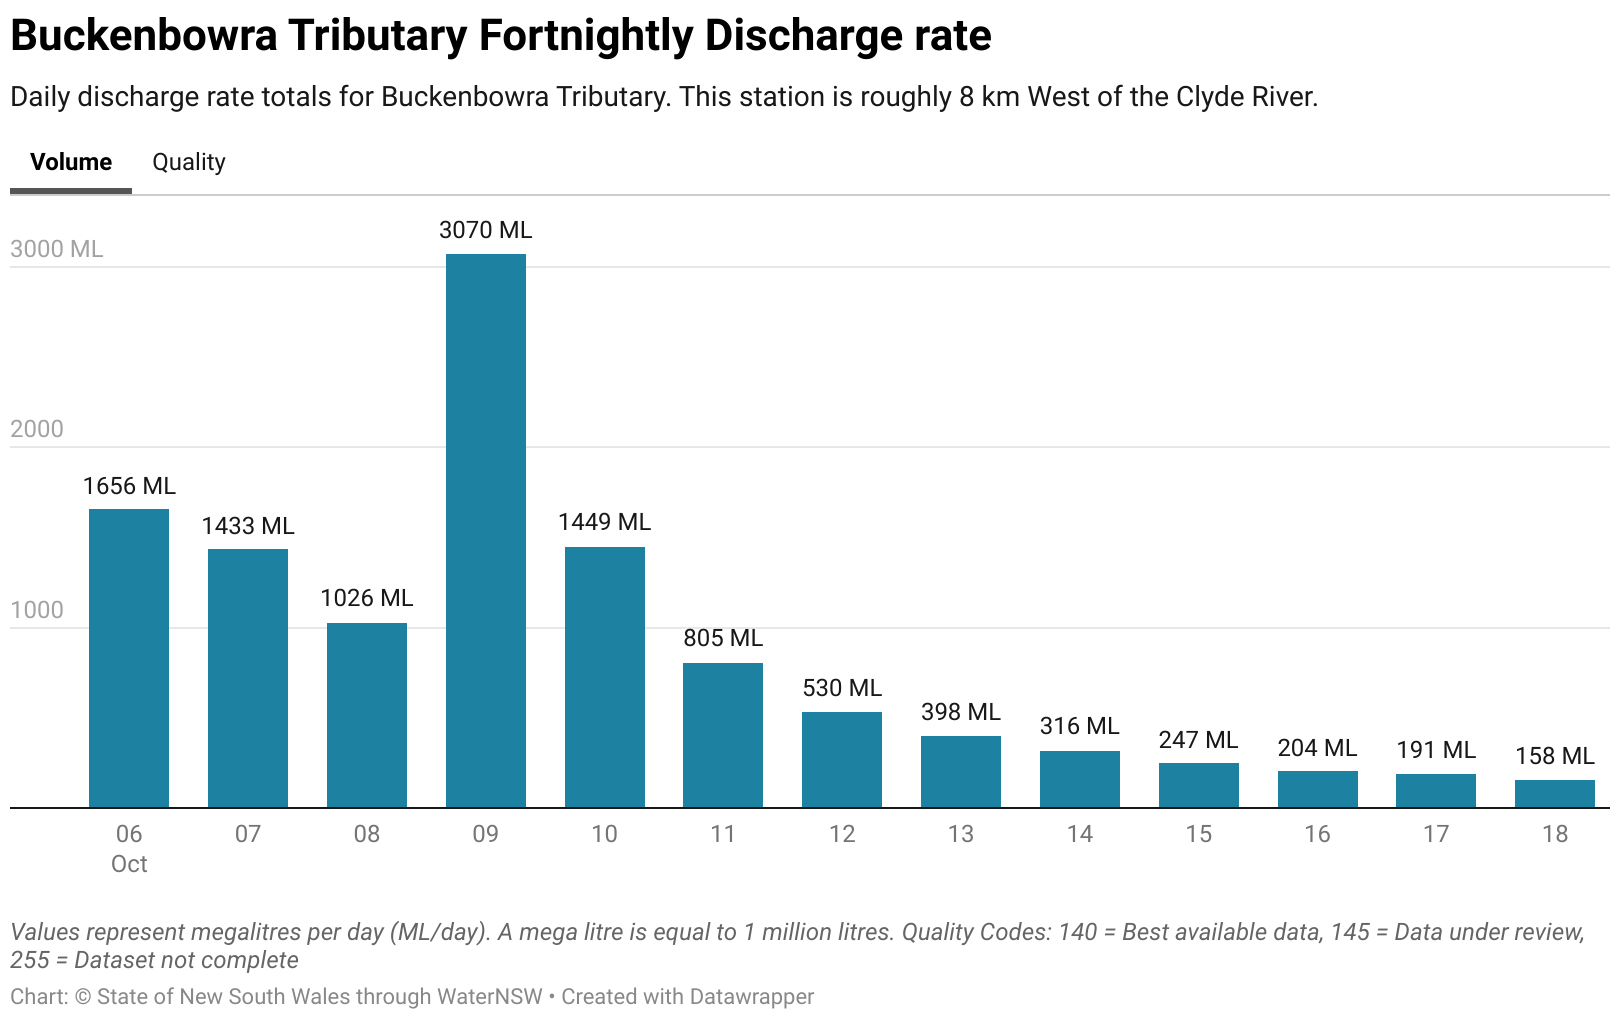 Buckenbowra Tributary Fortnightly Discharge rate
Daily discharge rate totals for Buckenbowra Tributary. This station is roughly 8 km West of the Clyde River.
Volume Quality
3070 ML
3000 ML
2000
1656 ML
1433 ML
1449 ML
1026 ML
1000
805 ML
530 ML
398 ML
316 ML
247 ML
204 ML
191 ML
158 ML
06 07 08 09 10 11 12 13 14 15 16 17 18
Oct
Values represent megalitres per day (ML/day). A mega litre is equal to 1 million litres. Quality Codes: 140 = Best available data, 145 = Data under review,
255 = Dataset not complete
Chart: © State of New South Wales through WaterNSW • Created with Datawrapper